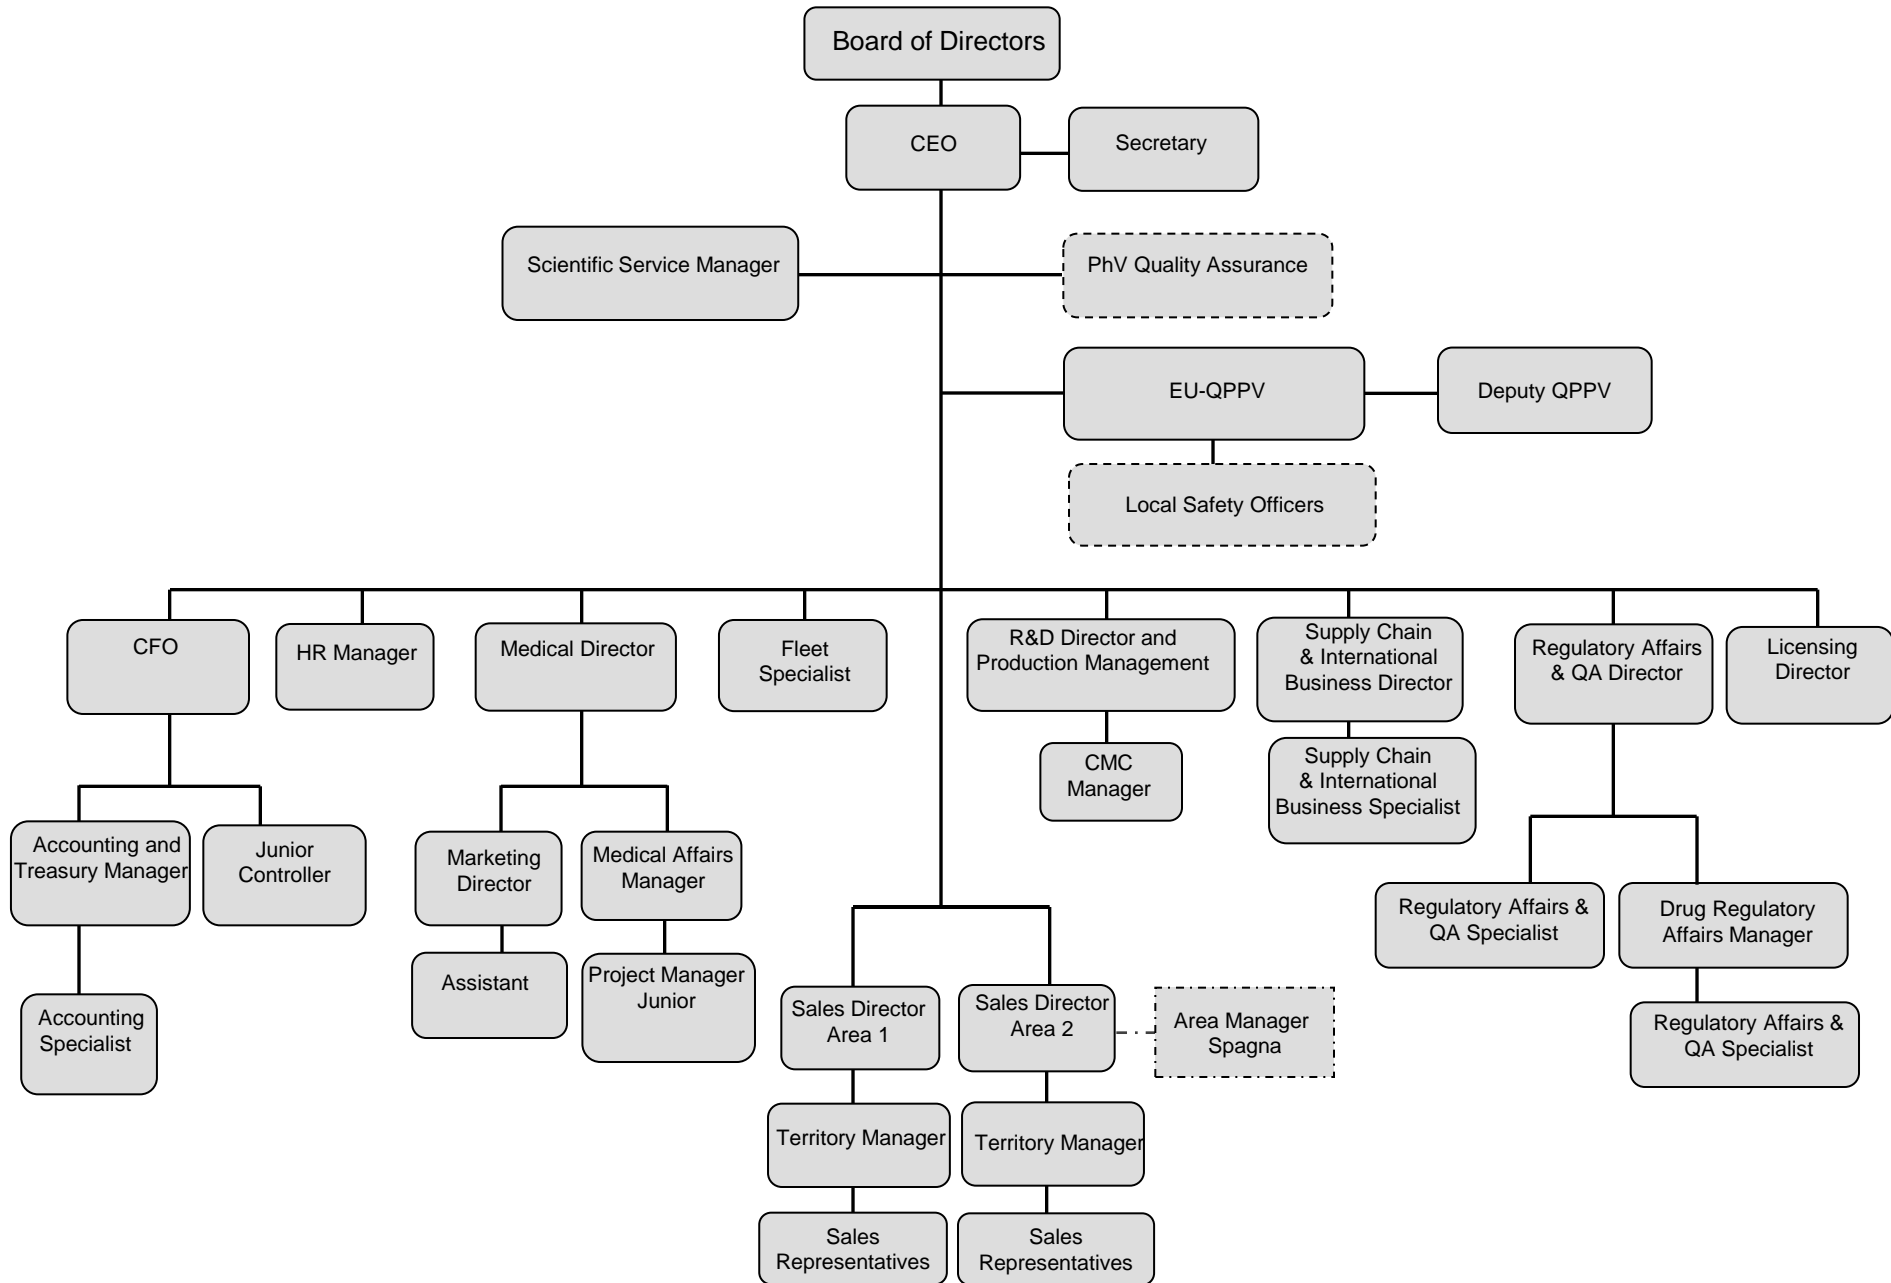 Board of Directors
CEO
Secretary
Scientific Service Manager
PhV Quality Assurance
EU-QPPV
Deputy QPPV
Local Safety Officers
CFO
HR Manager
Medical Director
Fleet
Specialist
R&D Director and
Production Management
Supply Chain
& International
Business Director
Regulatory Affairs
& QA Director
Licensing
Director
CMC
Manager
Supply Chain
& International
Business Specialist
Accounting and
Treasury Manager
Junior
Controller
Marketing
Director
Medical Affairs
Manager
Regulatory Affairs &
QA Specialist
Drug Regulatory
Affairs Manager
Accounting
Specialist
Assistant
Project Manager
Junior
Sales Director
Area 1
Sales Director
Area 2
Area Manager
Spagna
Regulatory Affairs &
QA Specialist
Territory Manager
Territory Manager
Sales
Representatives
Sales
Representatives